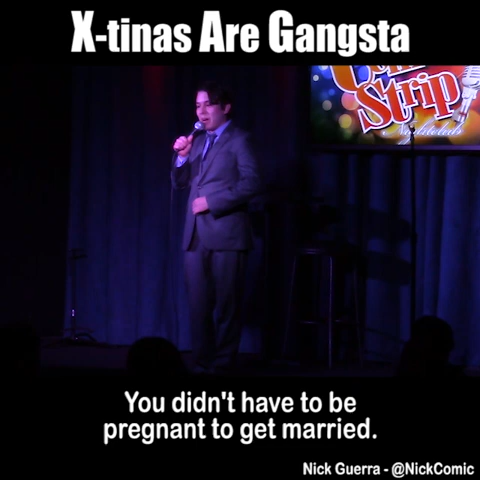 X-tinas Are Gangsta
Strip
You didn't have to be
pregnant to get married.
Nick Guerra - @NickComic